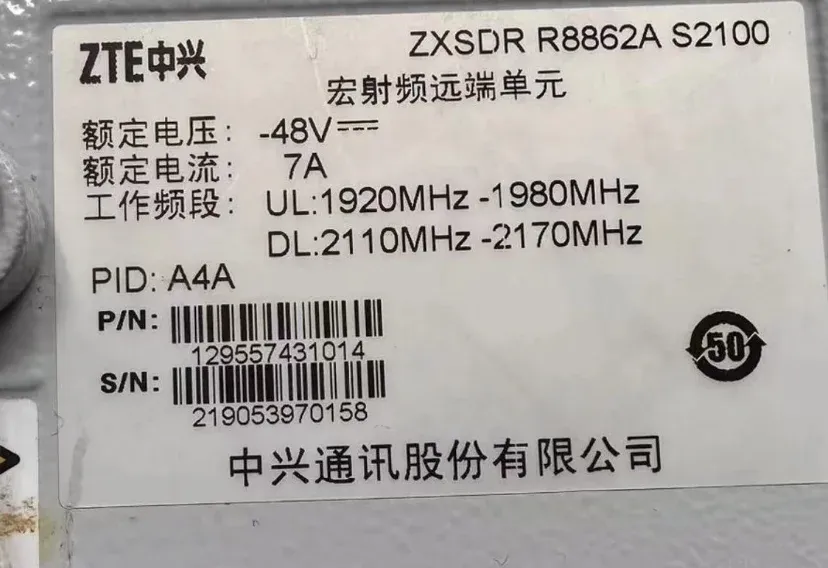 ZTE中兴
ZXSDR R8862A S2100
宏射频远端单元
额定电压: -48V⎓
额定电流: 7A
工作频段: UL:1920MHz -1980MHz
DL:2110MHz -2170MHz
PID: A4A
P/N:
129557431014
S/N:
219053970158
50
中兴通讯股份有限公司